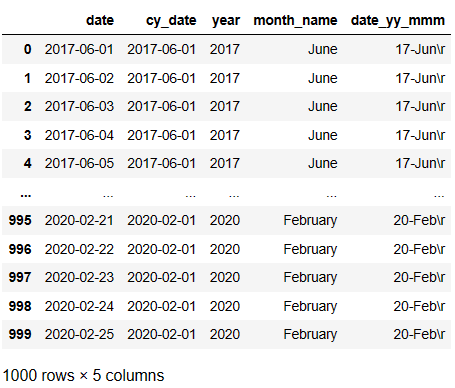 date cy_date year month_name date_yy_mmm
0 2017-06-01 2017-06-01 2017 June 17-Jun\r
1 2017-06-02 2017-06-01 2017 June 17-Jun\r
2 2017-06-03 2017-06-01 2017 June 17-Jun\r
3 2017-06-04 2017-06-01 2017 June 17-Jun\r
4 2017-06-05 2017-06-01 2017 June 17-Jun\r
... ... ... ... ... ...
995 2020-02-21 2020-02-01 2020 February 20-Feb\r
996 2020-02-22 2020-02-01 2020 February 20-Feb\r
997 2020-02-23 2020-02-01 2020 February 20-Feb\r
998 2020-02-24 2020-02-01 2020 February 20-Feb\r
999 2020-02-25 2020-02-01 2020 February 20-Feb\r
1000 rows × 5 columns